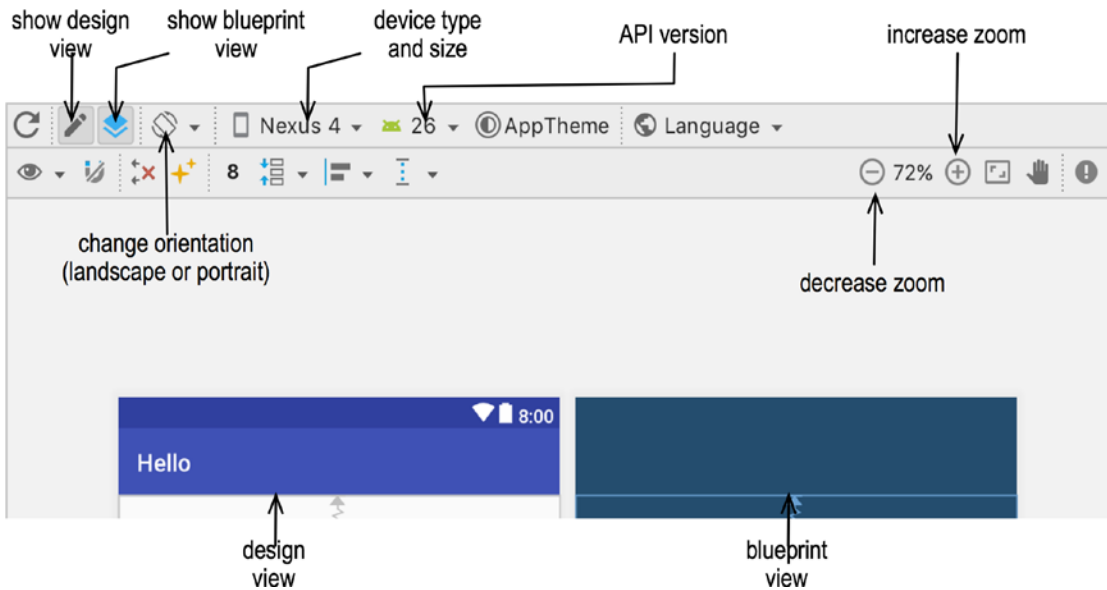 show design
view
show blueprint
view
device type
and size
API version
increase zoom
Nexus 4
26
AppTheme
Language
8
72%
change orientation
(landscape or portrait)
decrease zoom
8:00
Hello
design
view
blueprint
view